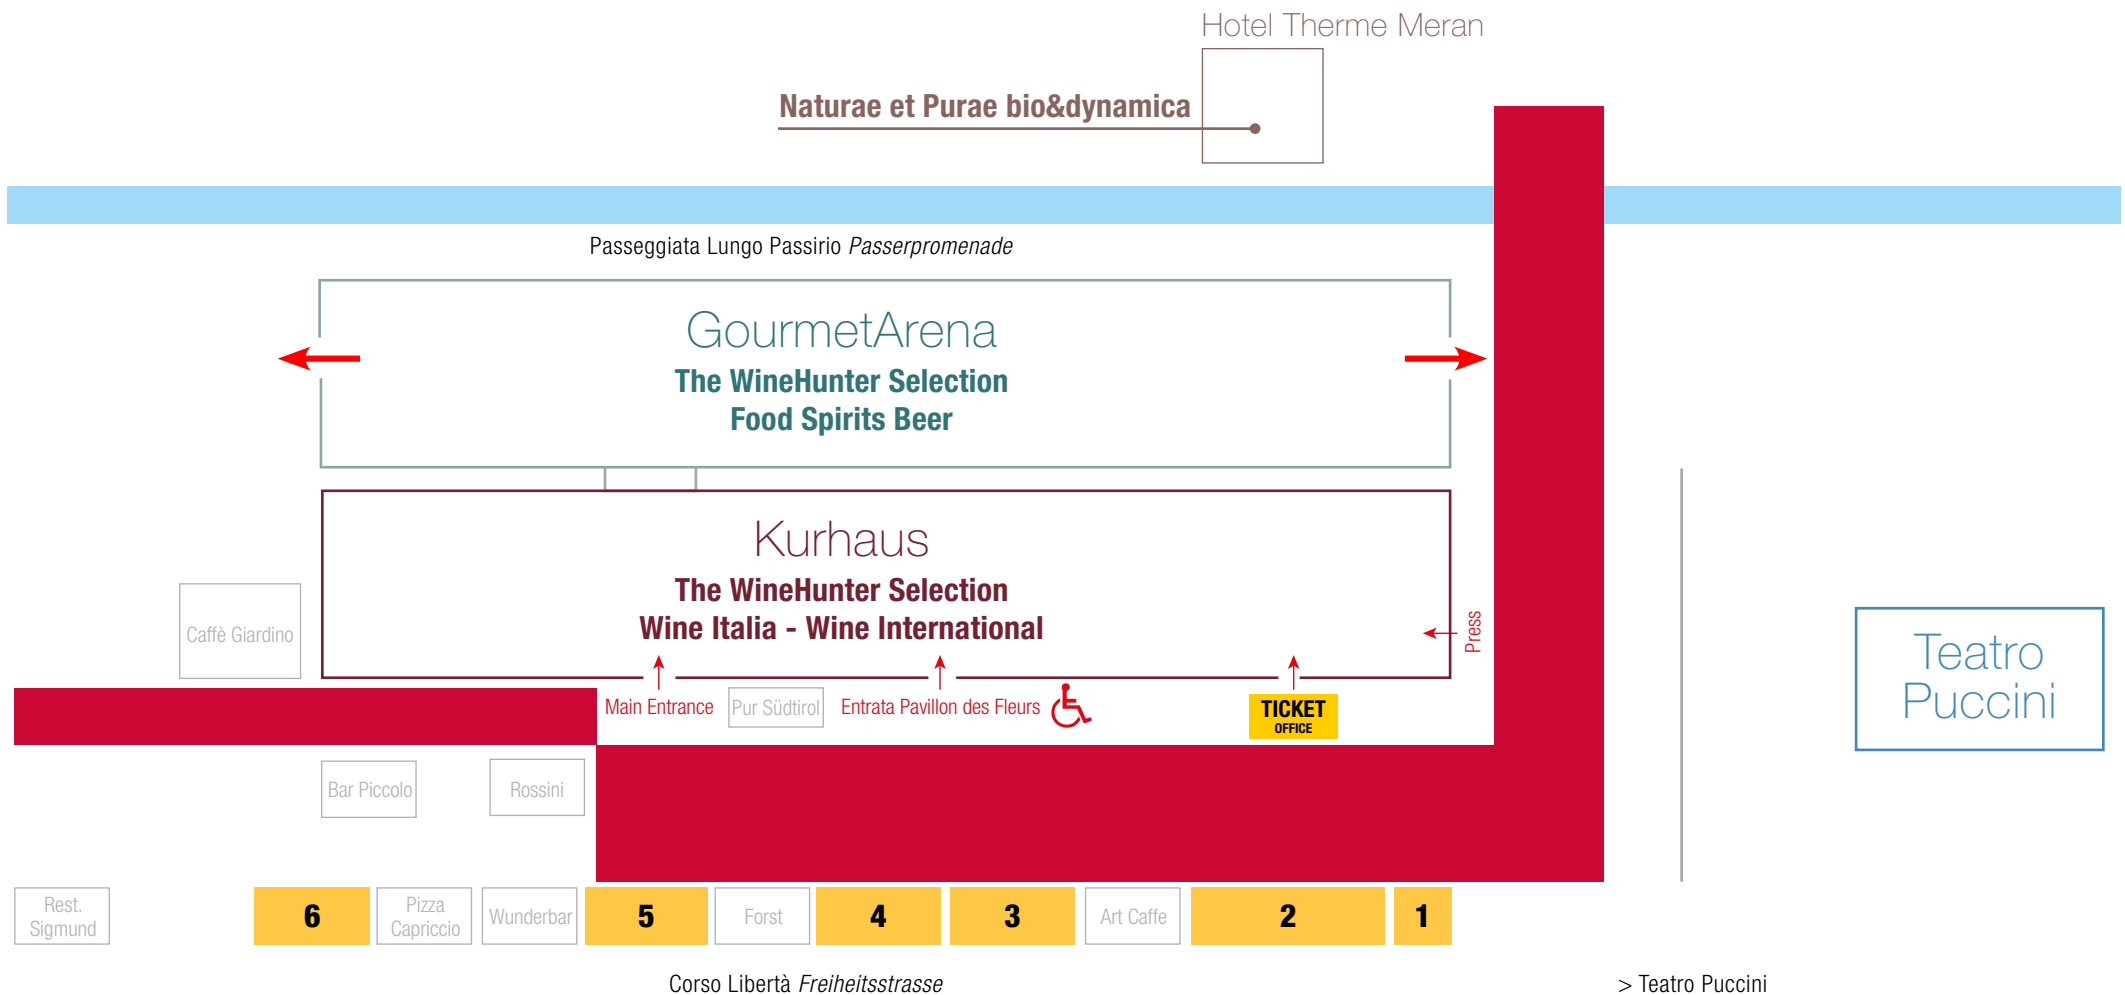 Hotel Therme Meran
Naturae et Purae bio&dynamica
Passeggiata Lungo Passirio Passerpromenade
GourmetArena
The WineHunter Selection
Food Spirits Beer
Kurhaus
The WineHunter Selection
Wine Italia - Wine International
Press
Caffè Giardino
Teatro
Puccini
Main Entrance
Pur Südtirol
Entrata Pavillon des Fleurs
TICKET
OFFICE
Bar Piccolo
Rossini
Rest.
Sigmund
6
Pizza
Capriccio
Wunderbar
5
Forst
4
3
Art Caffe
2
1
Corso Libertà Freiheitsstrasse
> Teatro Puccini